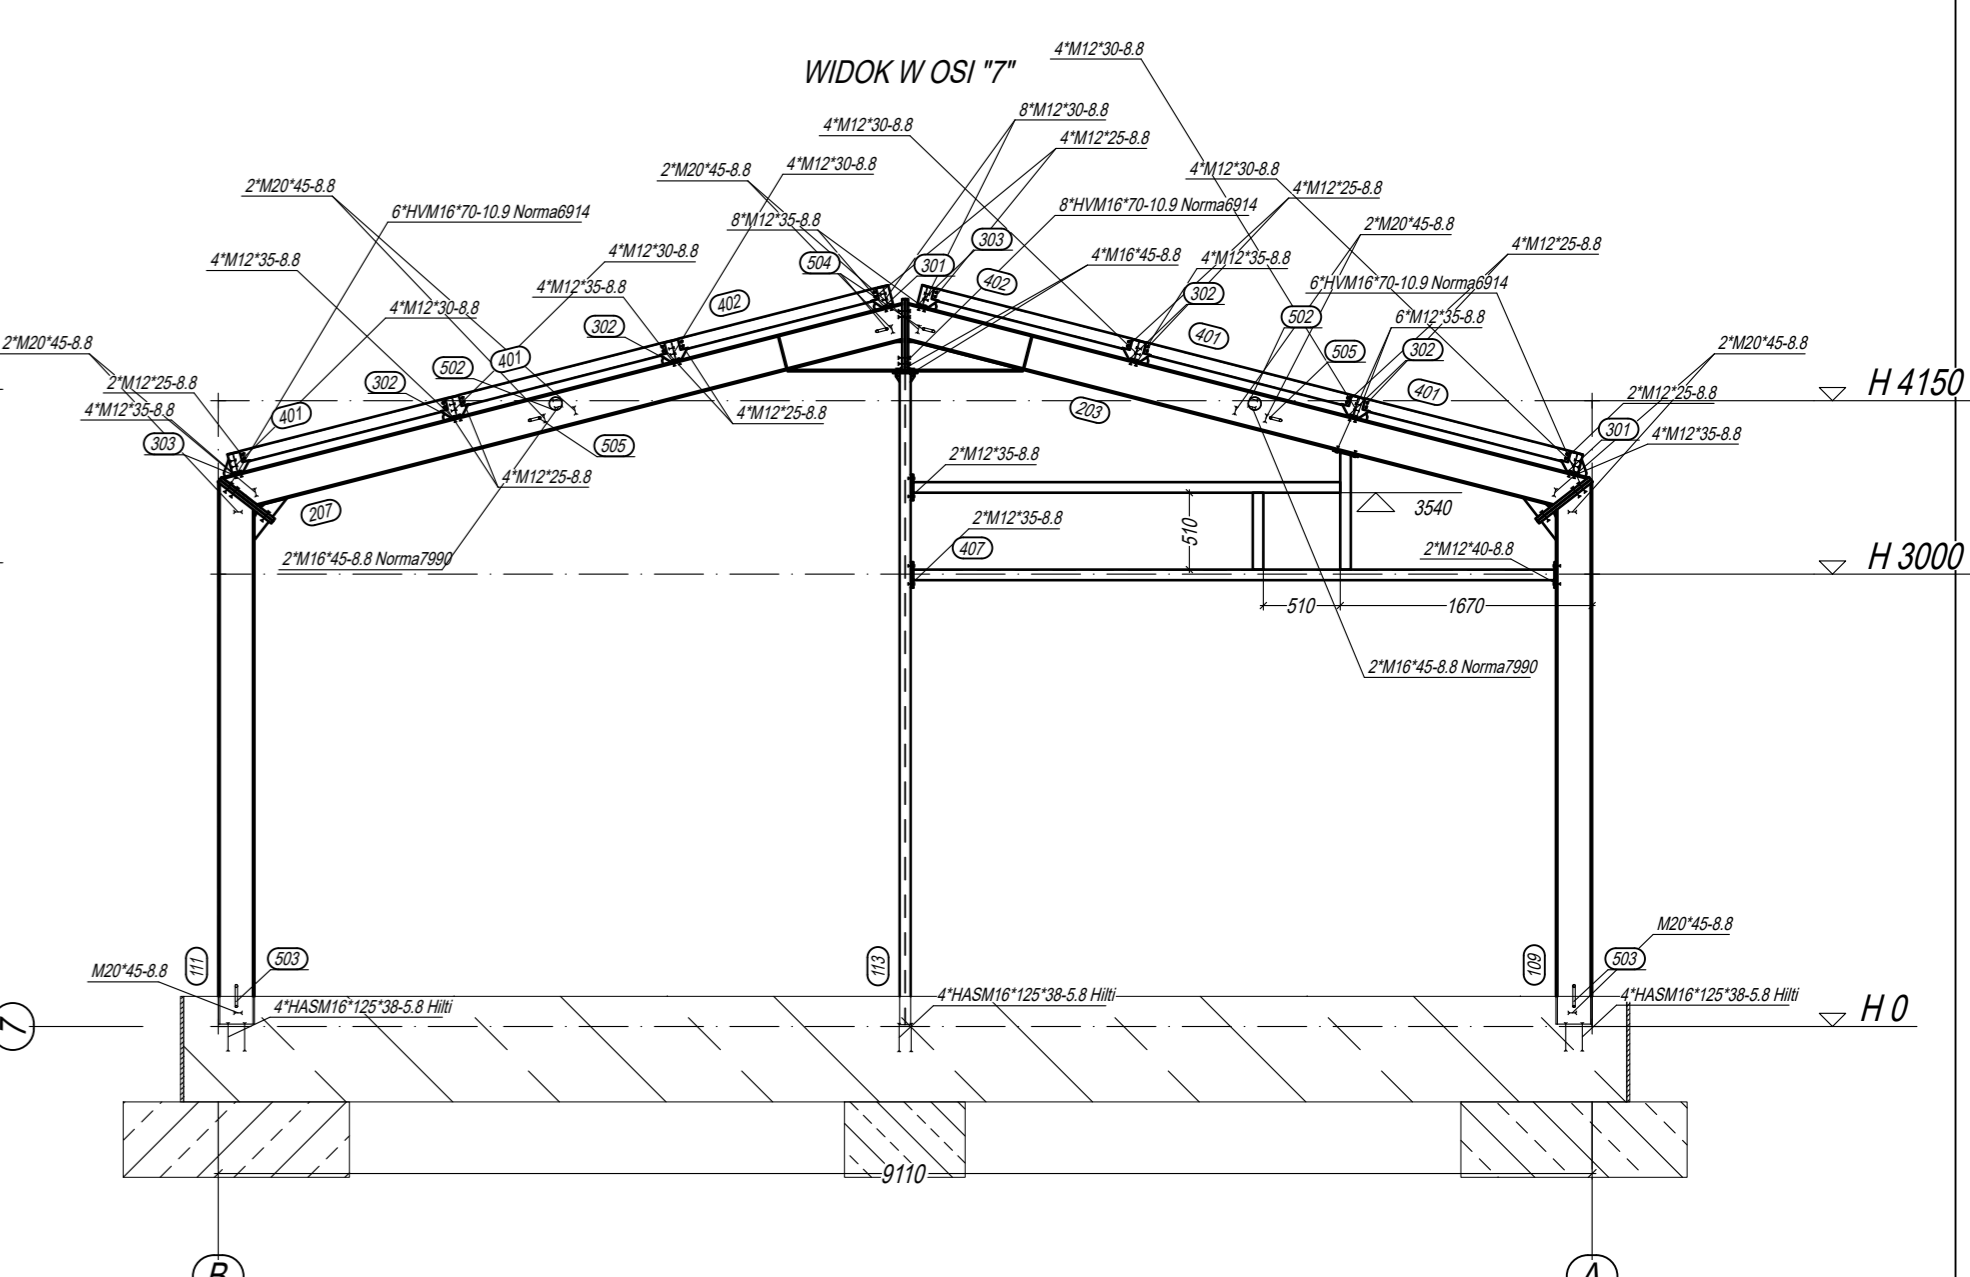 4*M12*30-8.8
WIDOK W OSI "7"
8*M12*30-8.8
4*M12*30-8.8
4*M12*25-8.8
2*M20*45-8.8
4*M12*30-8.8
4*M12*30-8.8
2*M20*45-8.8
4*M12*25-8.8
6*HVM16*70-10.9 Norma6914
8*M12*35-8.8
8*HVM16*70-10.9 Norma6914
2*M20*45-8.8
303
4*M12*30-8.8
4*M12*25-8.8
4*M12*35-8.8
504
301
4*M16*45-8.8
4*M12*35-8.8
402
4*M12*35-8.8
6*HVM16*70-10.9 Norma6914
402
302
4*M12*30-8.8
502
6*M12*35-8.8
302
401
2*M20*45-8.8
401
505
302
2*M20*45-8.8
502
2*M12*25-8.8
302
H 4150
401
2*M12*25-8.8
4*M12*35-8.8
401
4*M12*25-8.8
203
303
505
301
4*M12*35-8.8
2*M12*35-8.8
4*M12*25-8.8
207
3540
2*M12*35-8.8
510
407
2*M12*40-8.8
2*M16*45-8.8 Norma7990
H 3000
510
1670
2*M16*45-8.8 Norma7990
M20*45-8.8
111
503
113
109
503
M20*45-8.8
4*HASM16*125*38-5.8 Hilti
4*HASM16*125*38-5.8 Hilti
4*HASM16*125*38-5.8 Hilti
7
H 0
9110
B
A